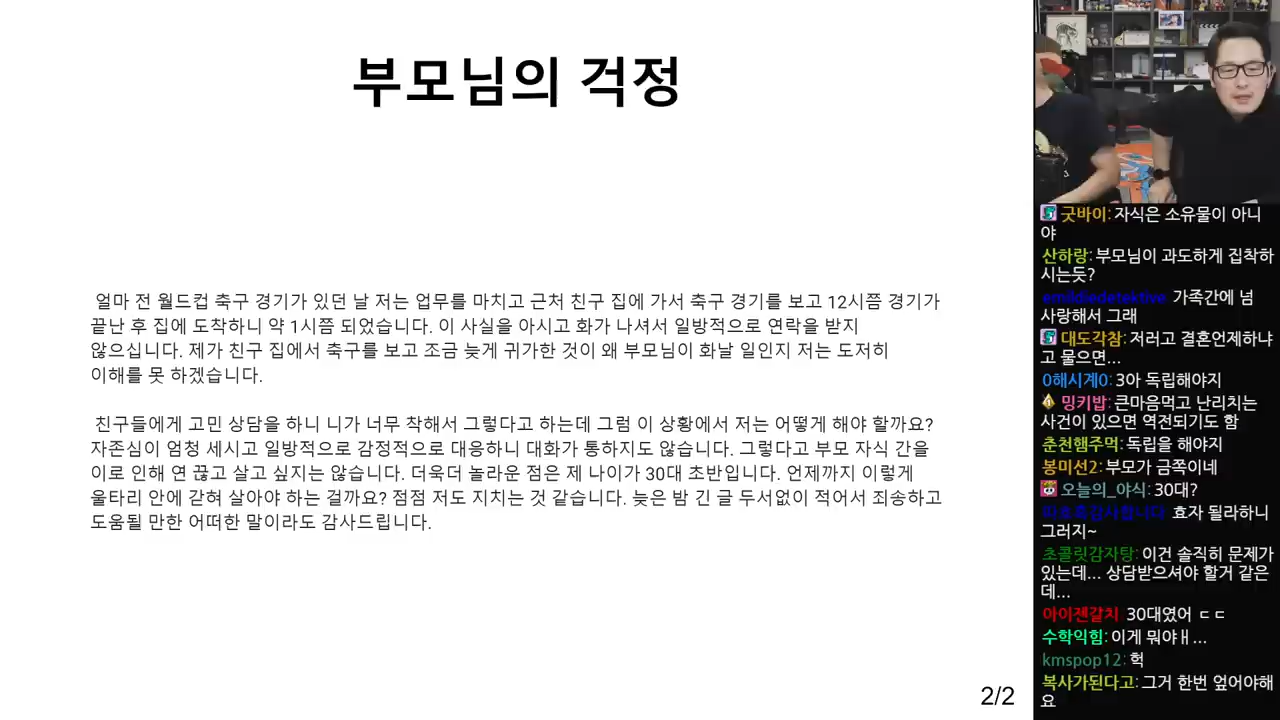 부모님의 걱정
얼마 전 월드컵 축구 경기가 있던 날 저는 업무를 마치고 근처 친구 집에 가서 축구 경기를 보고 12시쯤 경기가
끝난 후 집에 도착하니 약 1시쯤 되었습니다. 이 사실을 아시고 화가 나셔서 일방적으로 연락을 받지
않으십니다. 제가 친구 집에서 축구를 보고 조금 늦게 귀가한 것이 왜 부모님이 화날 일인지 저는 도저히
이해를 못 하겠습니다.
친구들에게 고민 상담을 하니 니가 너무 착해서 그렇다고 하는데 그럼 이 상황에서 저는 어떻게 해야 할까요?
자존심이 엄청 세시고 일방적으로 감정적으로 대응하니 대화가 통하지도 않습니다. 그렇다고 부모 자식 간을
이로 인해 연 끊고 살고 싶지는 않습니다. 더욱더 놀라운 점은 제 나이가 30대 초반입니다. 언제까지 이렇게
울타리 안에 갇혀 살아야 하는 걸까요? 점점 저도 지치는 것 같습니다. 늦은 밤 긴 글 두서없이 적어서 죄송하고
도움될 만한 어떠한 말이라도 감사드립니다.
2/2
굿바이: 자식은 소유물이 아니
야
산하랑: 부모님이 과도하게 집착하
시는듯?
emildiedetektive 가족간에 넘
사랑해서 그래
대도각참: 저러고 결혼언제하냐
고 물으면...
0해시계0: 3아 독립해야지
밍키밥: 큰마음먹고 난리치는
사건이 있으면 역전되기도 함
춘천햄주먹: 독립을 해야지
봉미선2: 부모가 금쪽이네
오늘의_야식: 30대?
효자 될라하니
그러지~
초콜릿감자탕: 이건 솔직히 문제가
있는데... 상담받으셔야 할거 같은
데...
아이젠갈치 30대였어 ㄷㄷ
수학익힘: 이게 뭐야ㅐ...
kmspop12: 헉
복사가된다고: 그거 한번 엎어야해
요